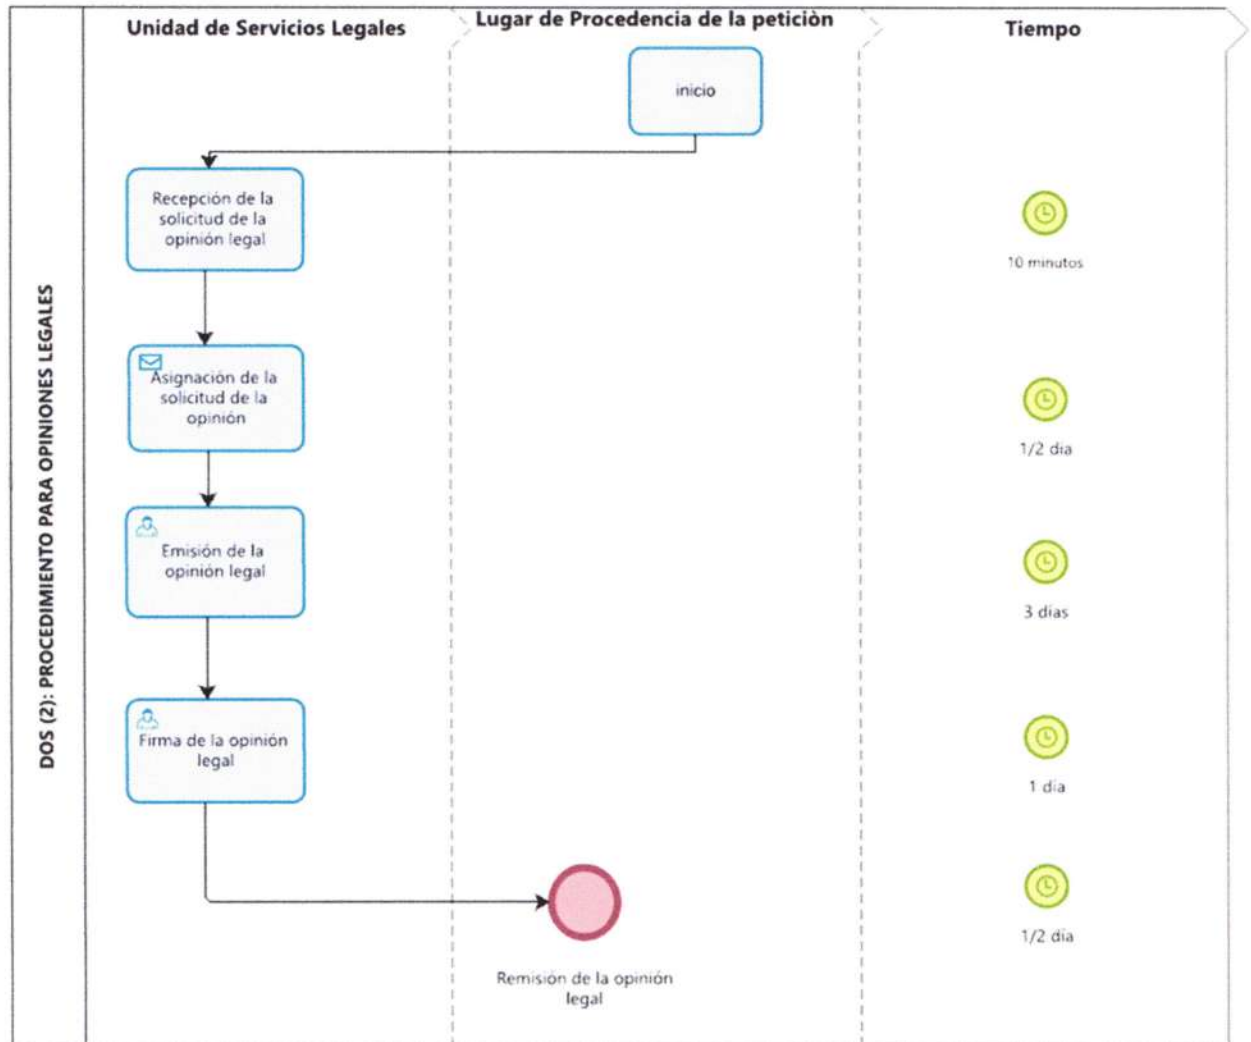 Unidad de Servicios Legales
Lugar de Procedencia de la peticiòn
Tiempo
DOS (2): PROCEDIMIENTO PARA OPINIONES LEGALES
inicio
Recepción de la
solicitud de la
opinión legal
10 minutos
Asignación de la
solicitud de la
opinión
1/2 dia
Emisión de la
opinión legal
3 días
Firma de la opinión
legal
1 día
1/2 día
Remisión de la opinión
legal